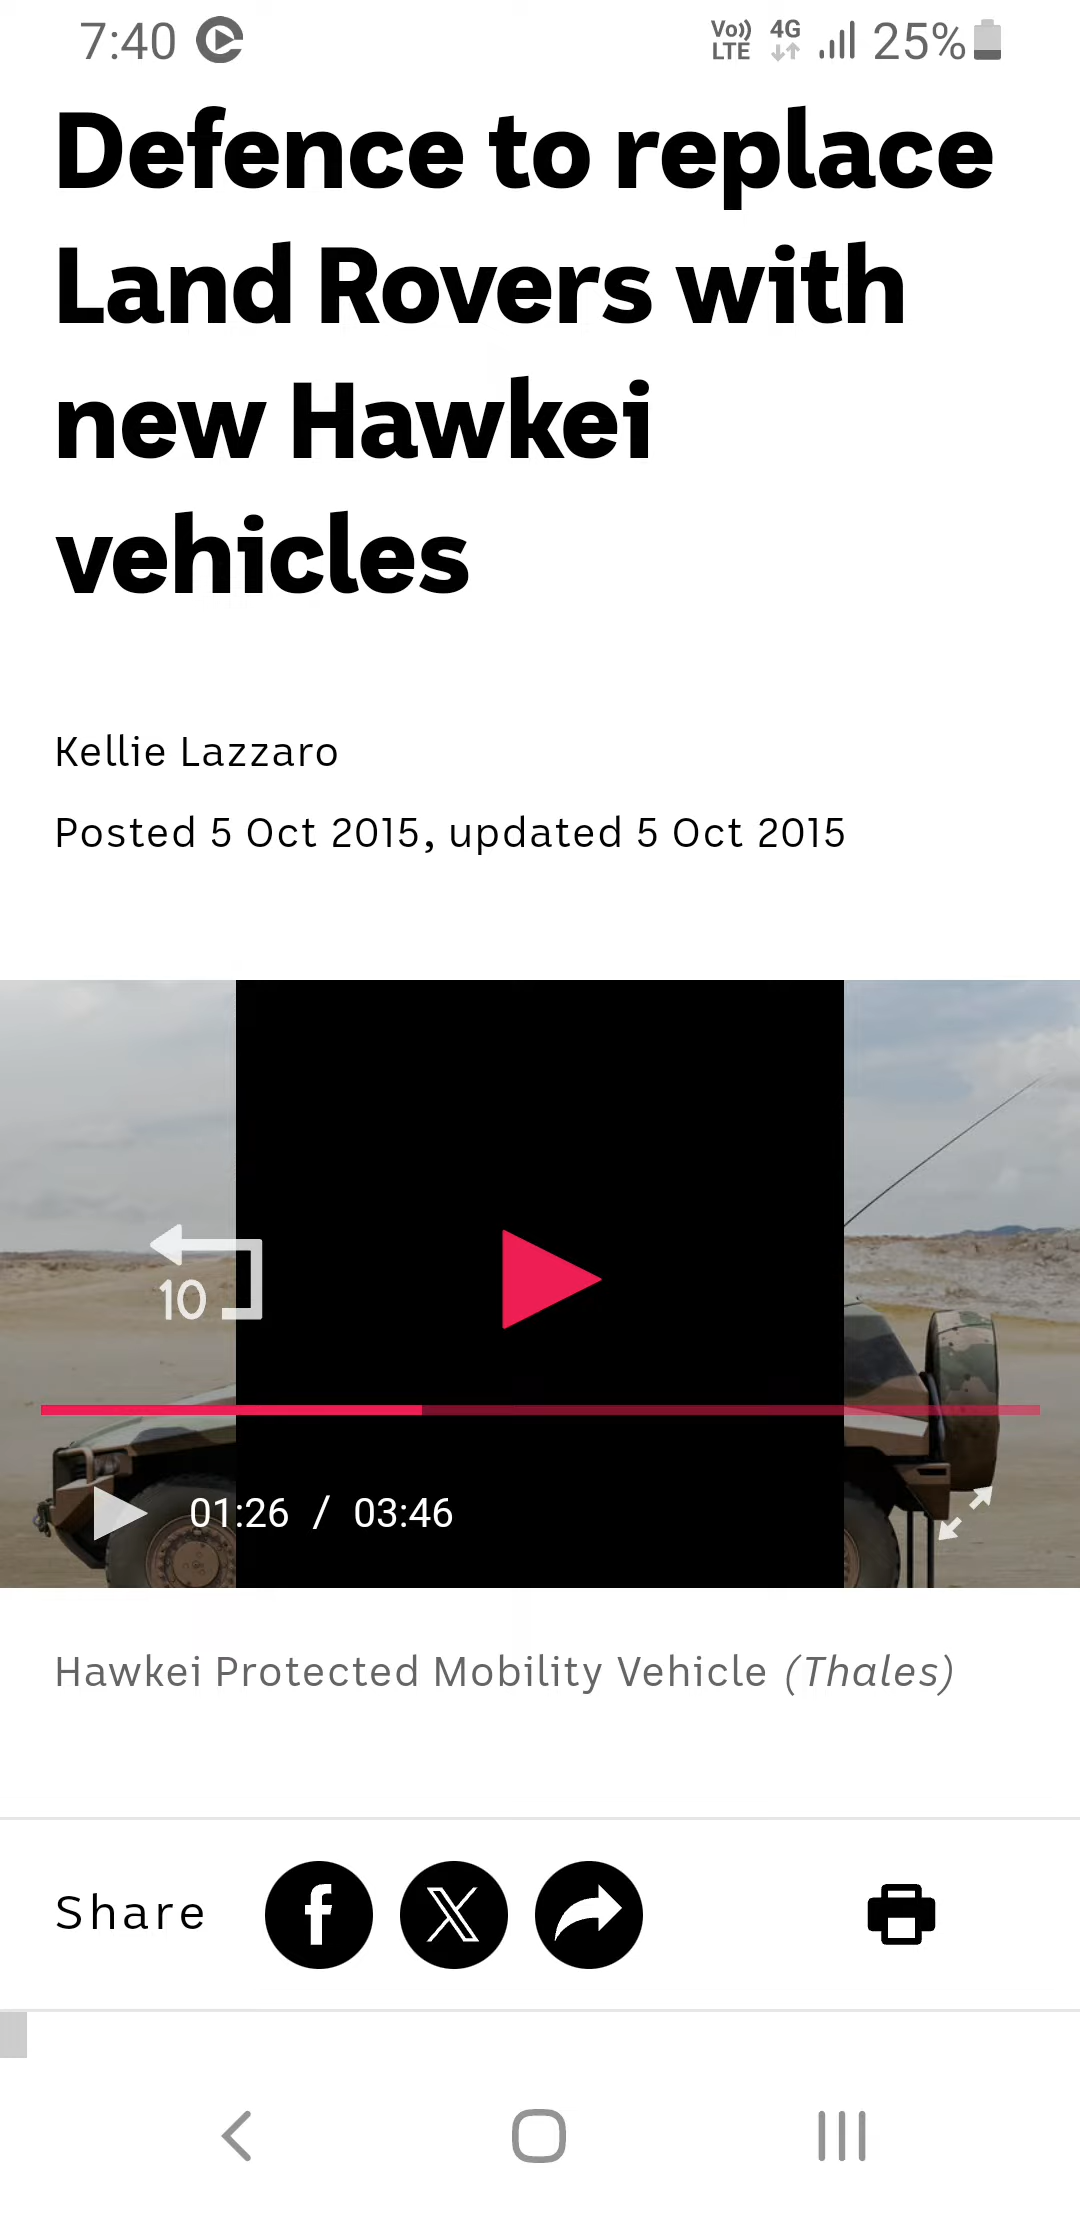 7:40 Vo)) LTE 4G 25%
Defence to replace
Land Rovers with
new Hawkei
vehicles
Kellie Lazzaro
Posted 5 Oct 2015, updated 5 Oct 2015
10
01:26 / 03:46
Hawkei Protected Mobility Vehicle (Thales)
Share